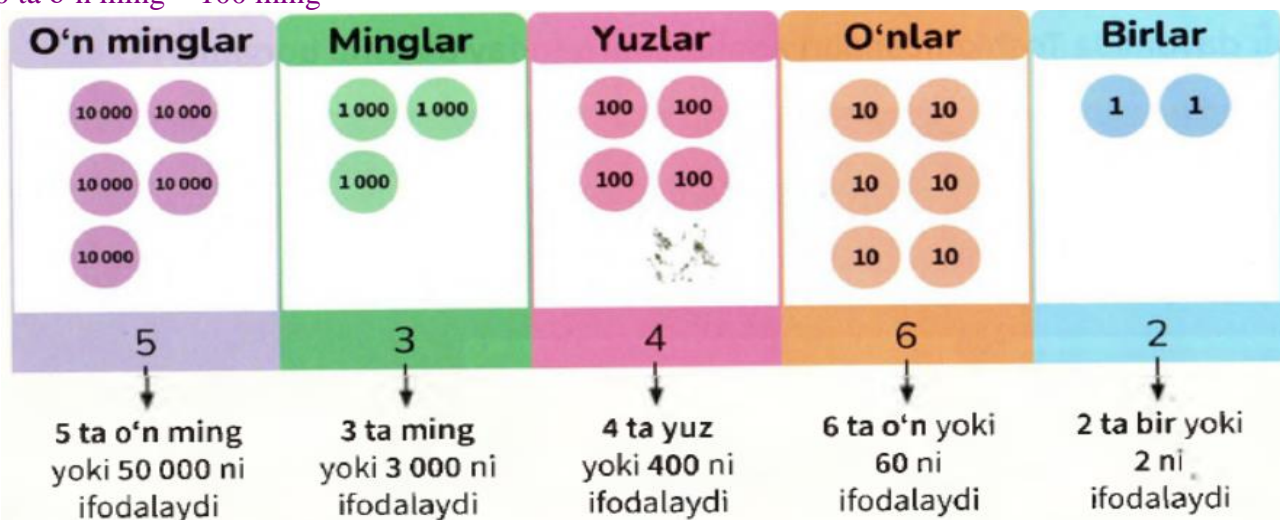 O‘n minglar
Minglar
Yuzlar
O‘nlar
Birlar
10 000 10 000
1 000 1 000
100 100
10 10
1 1
10 000 10 000
1 000
100 100
10 10
10 000
10 10
5
3
4
6
2
5 ta o‘n ming
yoki 50 000 ni
ifodalaydi
3 ta ming
yoki 3 000 ni
ifodalaydi
4 ta yuz
yoki 400 ni
ifodalaydi
6 ta o‘n yoki
60 ni
ifodalaydi
2 ta bir yoki
2 ni
ifodalaydi